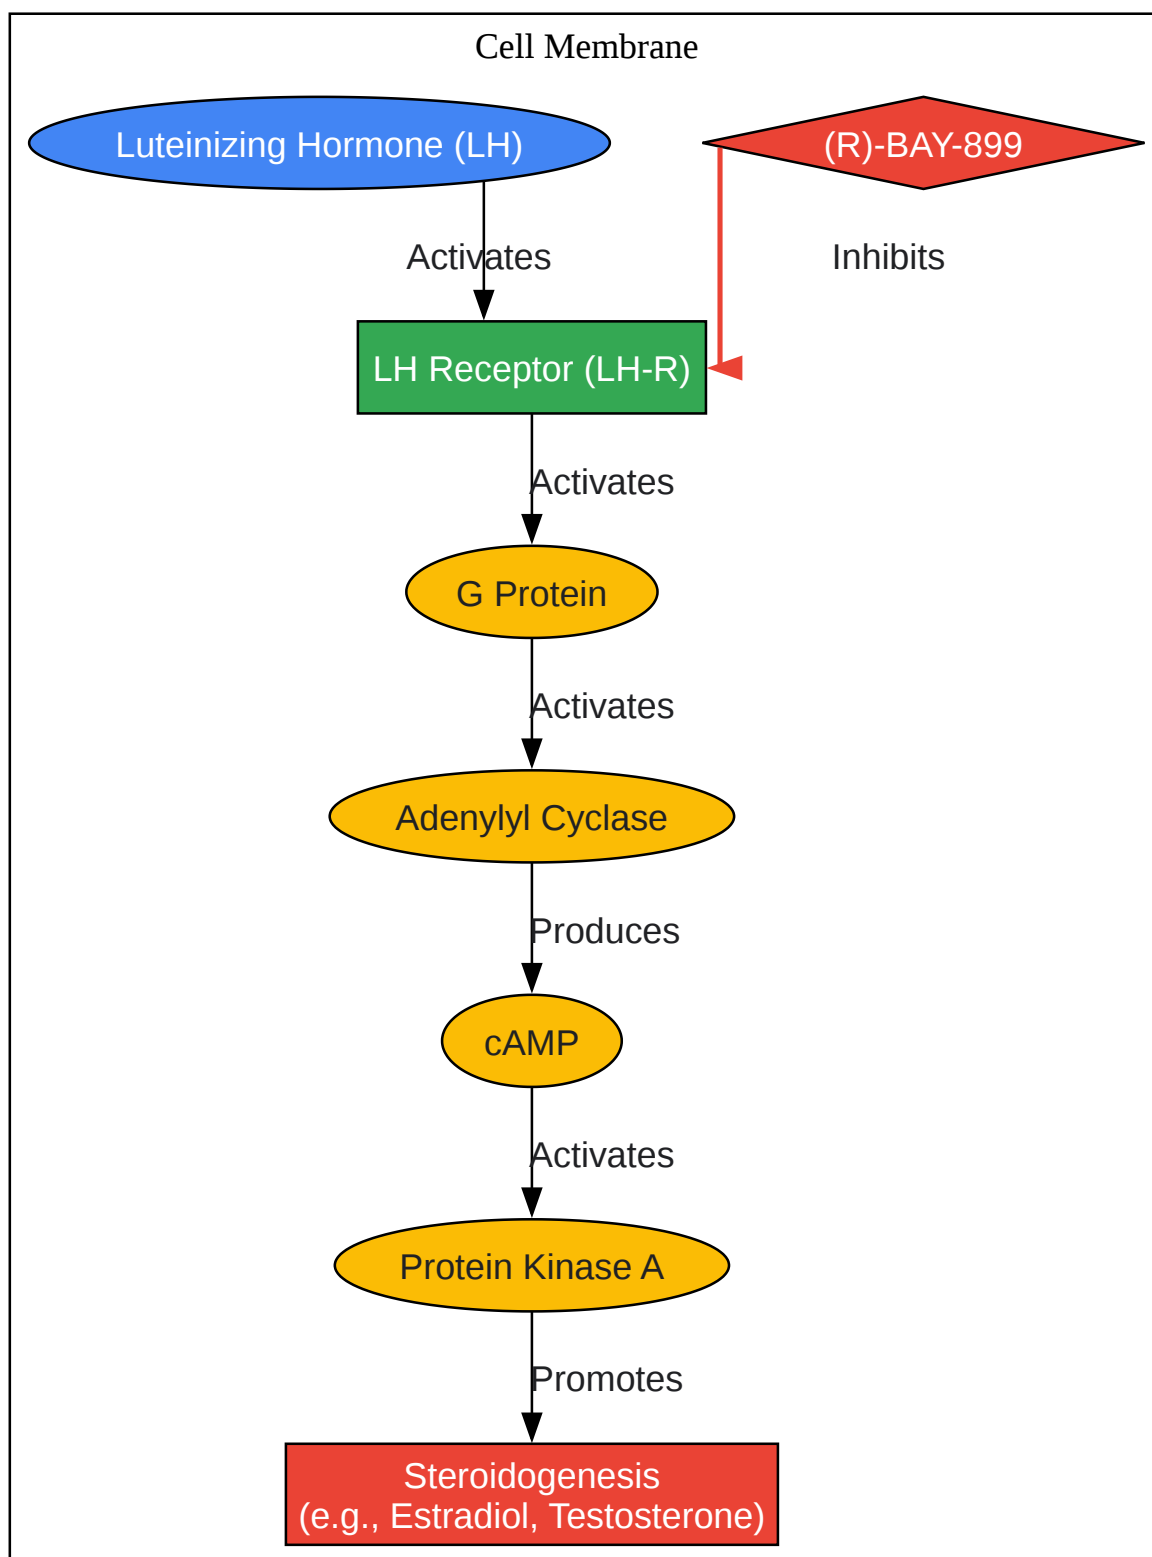 Cell Membrane
Luteinizing Hormone (LH)
(R)-BAY-899
Activates
Inhibits
LH Receptor (LH-R)
Activates
G Protein
Activates
Adenylyl Cyclase
Produces
cAMP
Activates
Protein Kinase A
Promotes
Steroidogenesis
(e.g., Estradiol, Testosterone)